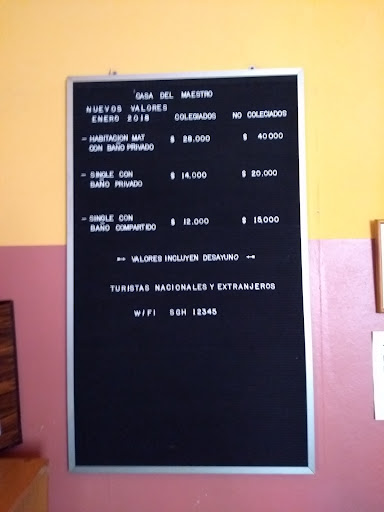 CASA DEL MAESTRO
NUEVOS VALORES
ENERO 2018 COLEGIADOS NO COLEGIADOS
- HABITACION MAT $ 28.000 $ 40000
CON BAÑO PRIVADO
- SINGLE CON $ 14,000 $ 20.000
BAÑO PRIVADO
- SINGLE CON $ 12.000 $ 15,000
BAÑO COMPARTIDO
VALORES INCLUYEN DESAYUNO
TURISTAS NACIONALES Y EXTRANJEROS
WIFI SGH 12345